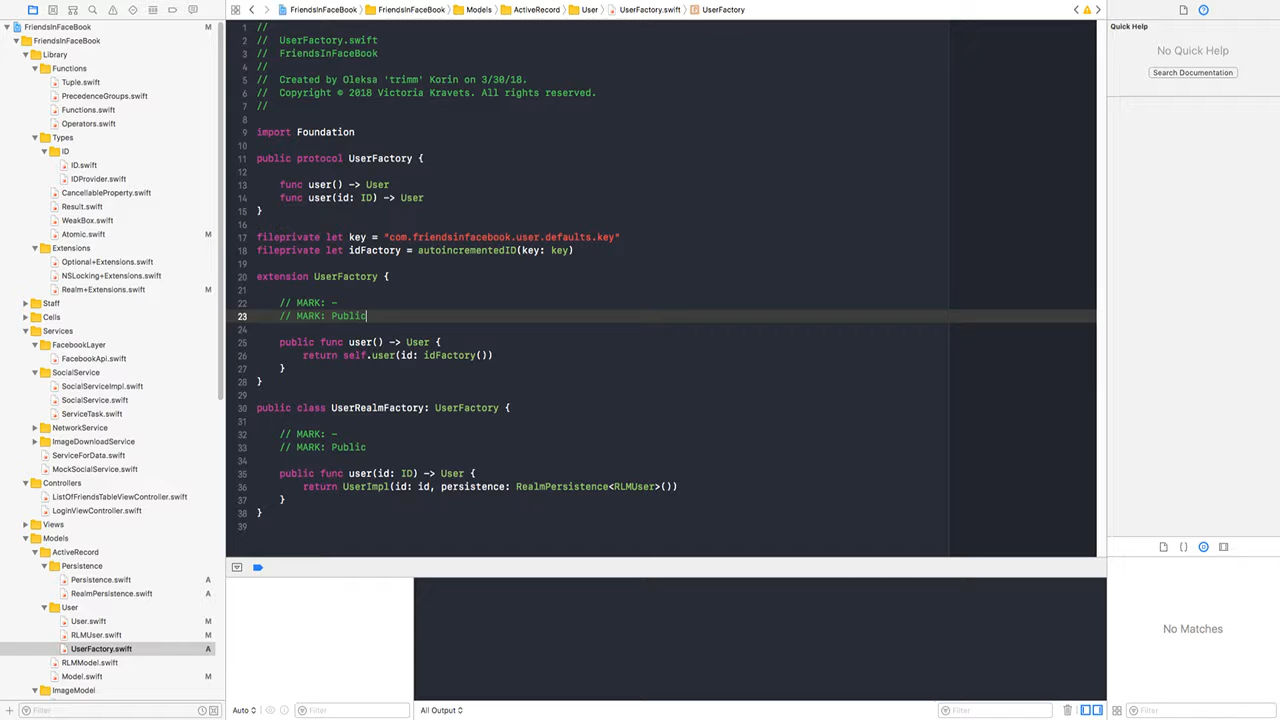 FriendsInFaceBook
FriendsInFaceBook
Models
ActiveRecord
User
UserFactory.swift
UserFactory
FriendsInFaceBook M
FriendsInFaceBook
Library
Functions
Tuple.swift
PrecedenceGroups.swift
Functions.swift
Operators.swift
Types
ID
ID.swift
IDProvider.swift
CancellableProperty.swift
Result.swift
WeakBox.swift
Atomic.swift M
Extensions
Optional+Extensions.swift
NSLocking+Extensions.swift
Realm+Extensions.swift M
Staff
Cells
Services
FacebookLayer
FacebookApi.swift
SocialService
SocialServiceImpl.swift
SocialService.swift
ServiceTask.swift
NetworkService
ImageDownloadService
ServiceForData.swift
MockSocialService.swift
Controllers
ListOfFriendsTableViewController.swift
LoginViewController.swift
Views
Models
ActiveRecord
Persistence
Persistence.swift A
RealmPersistence.swift A
User
User.swift M
RLMUser.swift M
UserFactory.swift A
RLMModel.swift
Model.swift M
ImageModel
Filter
1 //
2 // UserFactory.swift
3 // FriendsInFaceBook
4 //
5 // Created by Oleksa 'trimm' Korin on 3/30/18.
6 // Copyright © 2018 Victoria Kravets. All rights reserved.
7 //
8
9 import Foundation
10
11 public protocol UserFactory {
12
13 func user() -> User
14 func user(id: ID) -> User
15 }
16
17 fileprivate let key = "com.friendsinfacebook.user.defaults.key"
18 fileprivate let idFactory = autoincrementedID(key: key)
19
20 extension UserFactory {
21
22 // MARK: -
23 // MARK: Public
24
25 public func user() -> User {
26 return self.user(id: idFactory())
27 }
28 }
29
30 public class UserRealmFactory: UserFactory {
31
32 // MARK: -
33 // MARK: Public
34
35 public func user(id: ID) -> User {
36 return UserImpl(id: id, persistence: RealmPersistence<RLMUser>())
37 }
38 }
39
Auto
Filter
All Output
Filter
Quick Help
No Quick Help
Search Documentation
No Matches
Filter